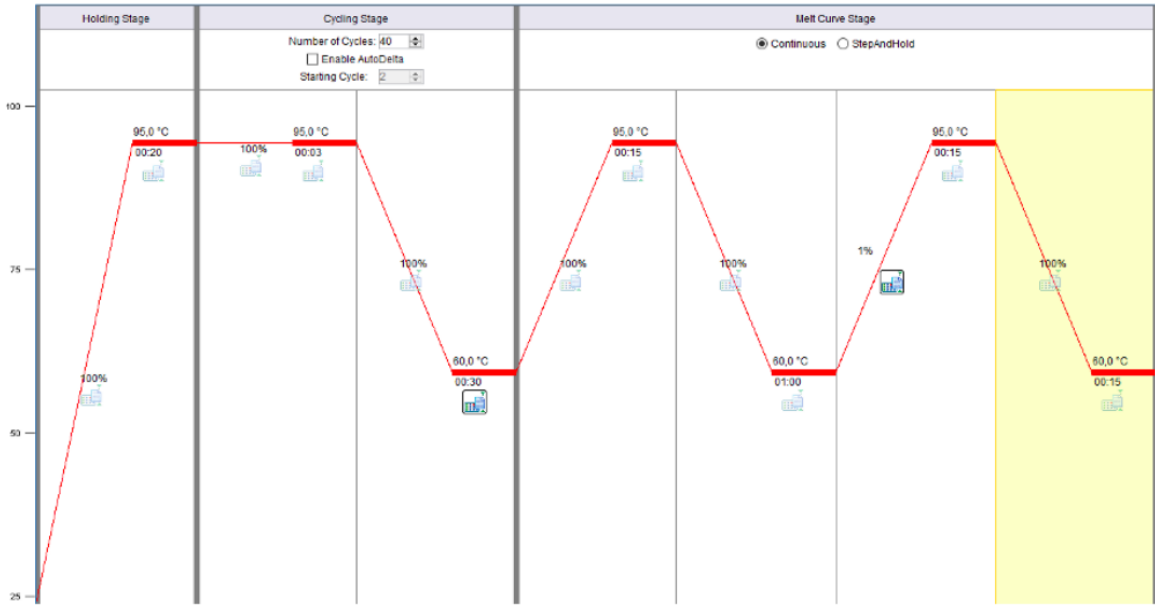 Holding Stage
Cycling Stage
Melt Curve Stage
Number of Cycles: 40
Enable AutoDelta
Starting Cycle: 2
Continuous StepAndHold
100
75
50
25
100%
95,0 °C
00:20
100%
95,0 °C
00:03
100%
60,0 °C
00:30
100%
95,0 °C
00:15
100%
60,0 °C
01:00
1%
95,0 °C
00:15
100%
60,0 °C
00:15